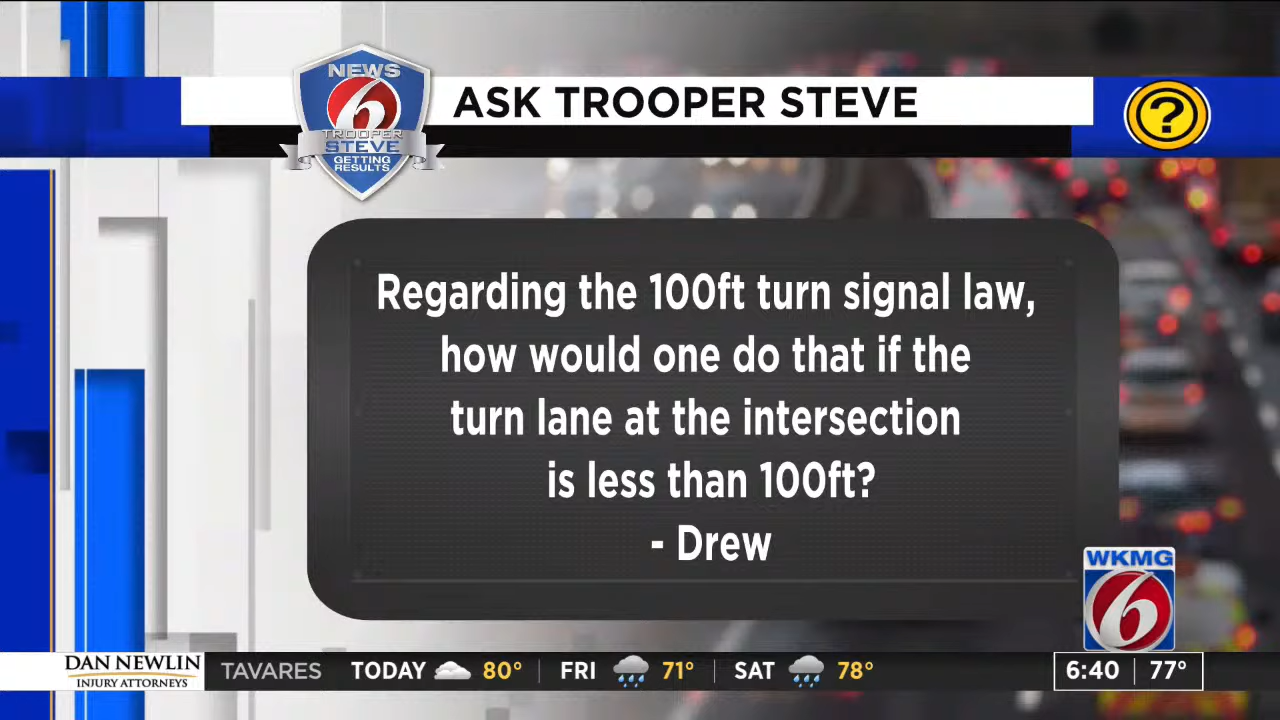 NEWS
6
TROOPER
STEVE
GETTING
RESULTS
ASK TROOPER STEVE
?
Regarding the 100ft turn signal law,
how would one do that if the
turn lane at the intersection
is less than 100ft?
- Drew
WKMG
6
DAN NEWLIN
INJURY ATTORNEYS
TAVARES TODAY 80° FRI 71° SAT 78°
6:40 77°